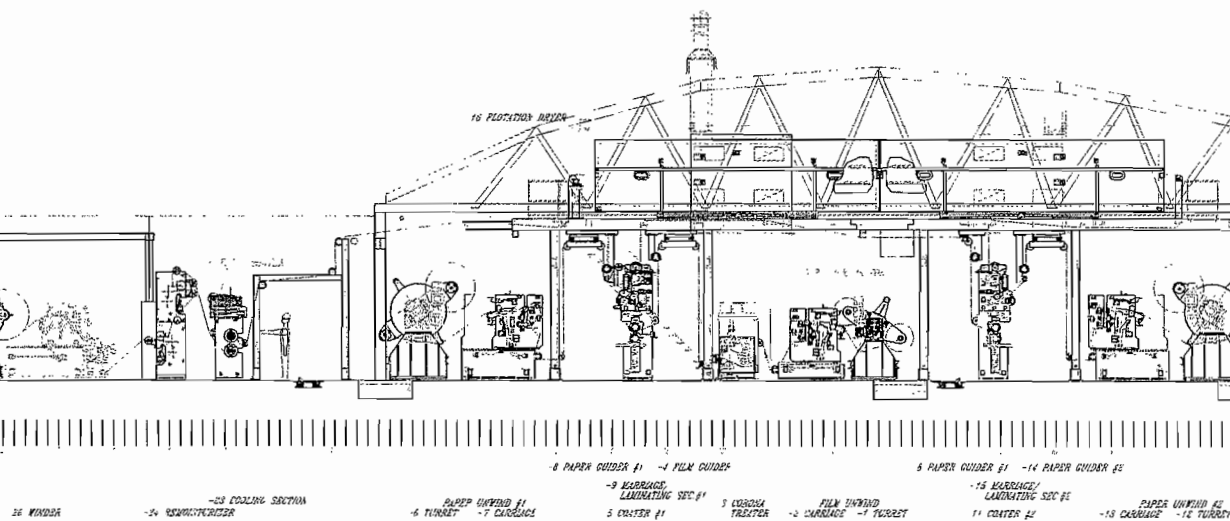 16 FLOTATION DRYER
-8 PAPER GUIDER #1 -4 FILM GUIDER
-9 MARRIAGE/
LAMINATING SEC.#1
-23 COOLING SECTION
PAPER UNWIND #1
26 WINDER
-24 REMOISTURIZER
-6 TURRET -7 CARRIAGE
5 COATER #1
3 CORONA
TREATER
FILM UNWIND
-2 CARRIAGE -1 TURRET
8 PAPER GUIDER #1 -14 PAPER GUIDER #2
-15 MARRIAGE/
LAMINATING SEC #2
11 COATER #2
PAPER UNWIND #2
-13 CARRIAGE -12 TURRET